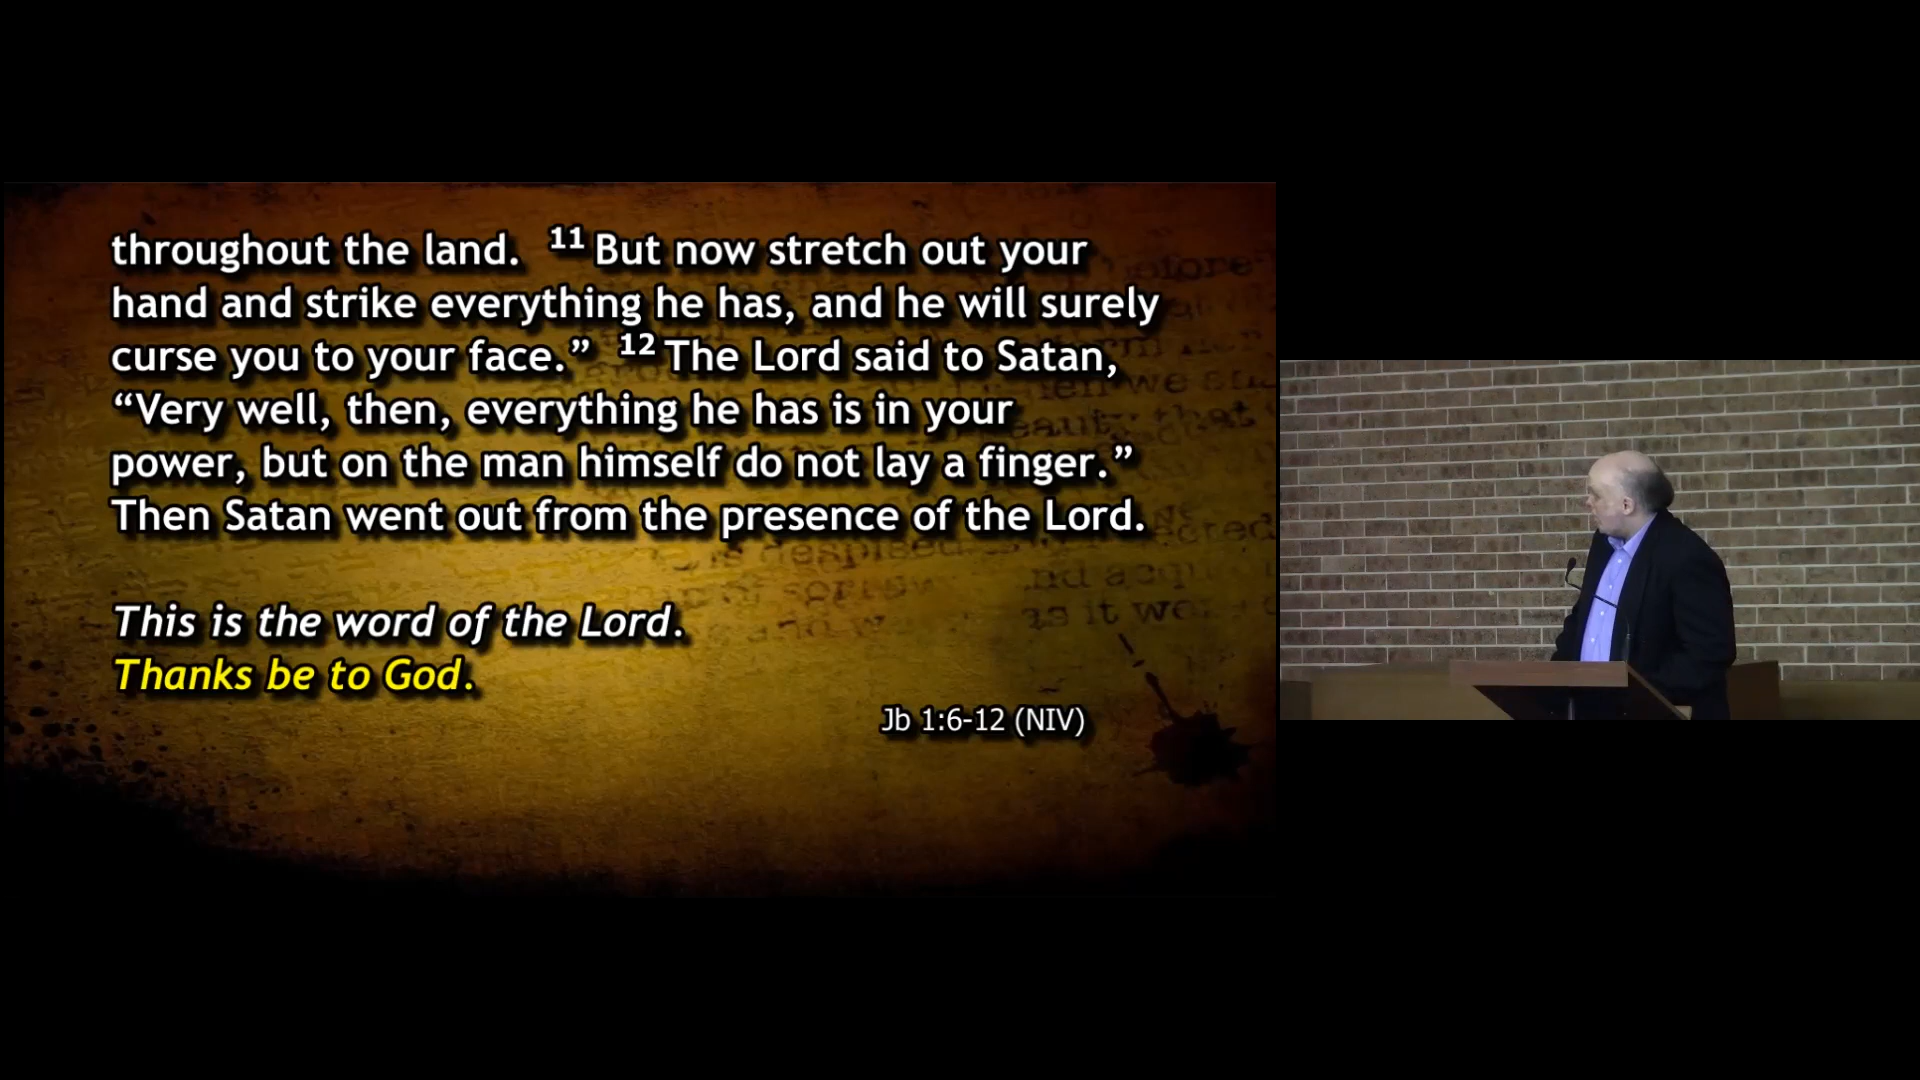 throughout the land. 11 But now stretch out your
hand and strike everything he has, and he will surely
curse you to your face.” 12 The Lord said to Satan,
“Very well, then, everything he has is in your
power, but on the man himself do not lay a finger.”
Then Satan went out from the presence of the Lord.
This is the word of the Lord.
Thanks be to God.
Jb 1:6-12 (NIV)